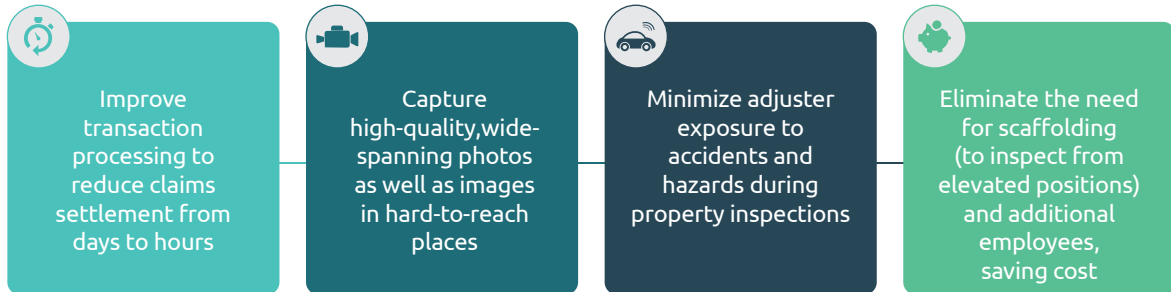 Improve
transaction
processing to
reduce claims
settlement from
days to hours
Capture
high-quality,wide-
spanning photos
as well as images
in hard-to-reach
places
Minimize adjuster
exposure to
accidents and
hazards during
property inspections
Eliminate the need
for scaffolding
(to inspect from
elevated positions)
and additional
employees,
saving cost